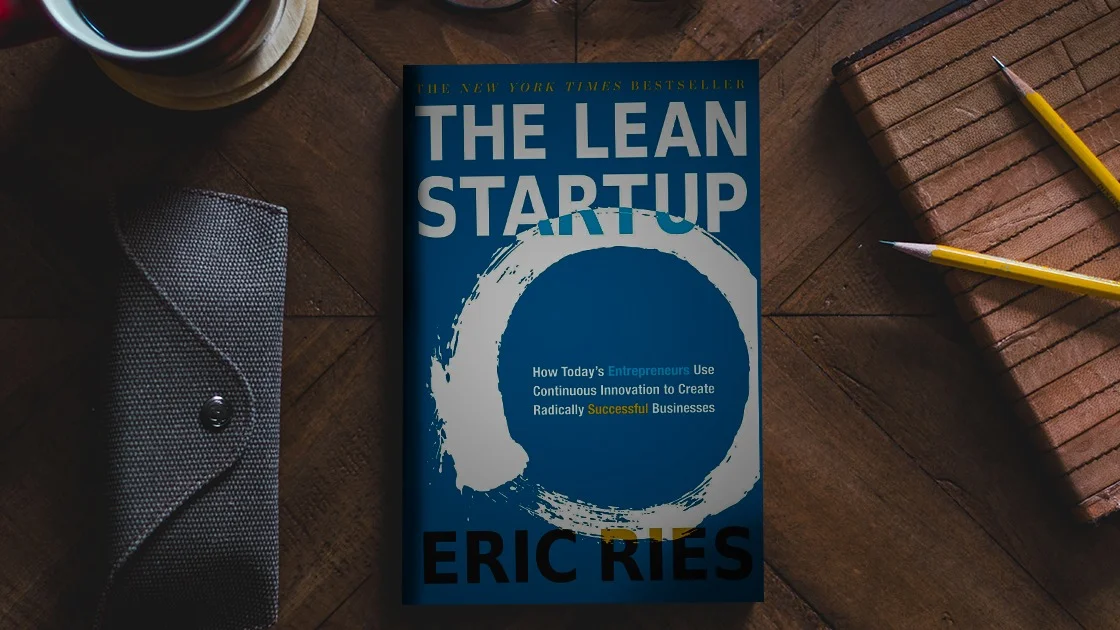 THE NEW YORK TIMES BESTSELLER
THE LEAN
STARTUP
How Today's Entrepreneurs Use
Continuous Innovation to Create
Radically Successful Businesses
ERIC RIES